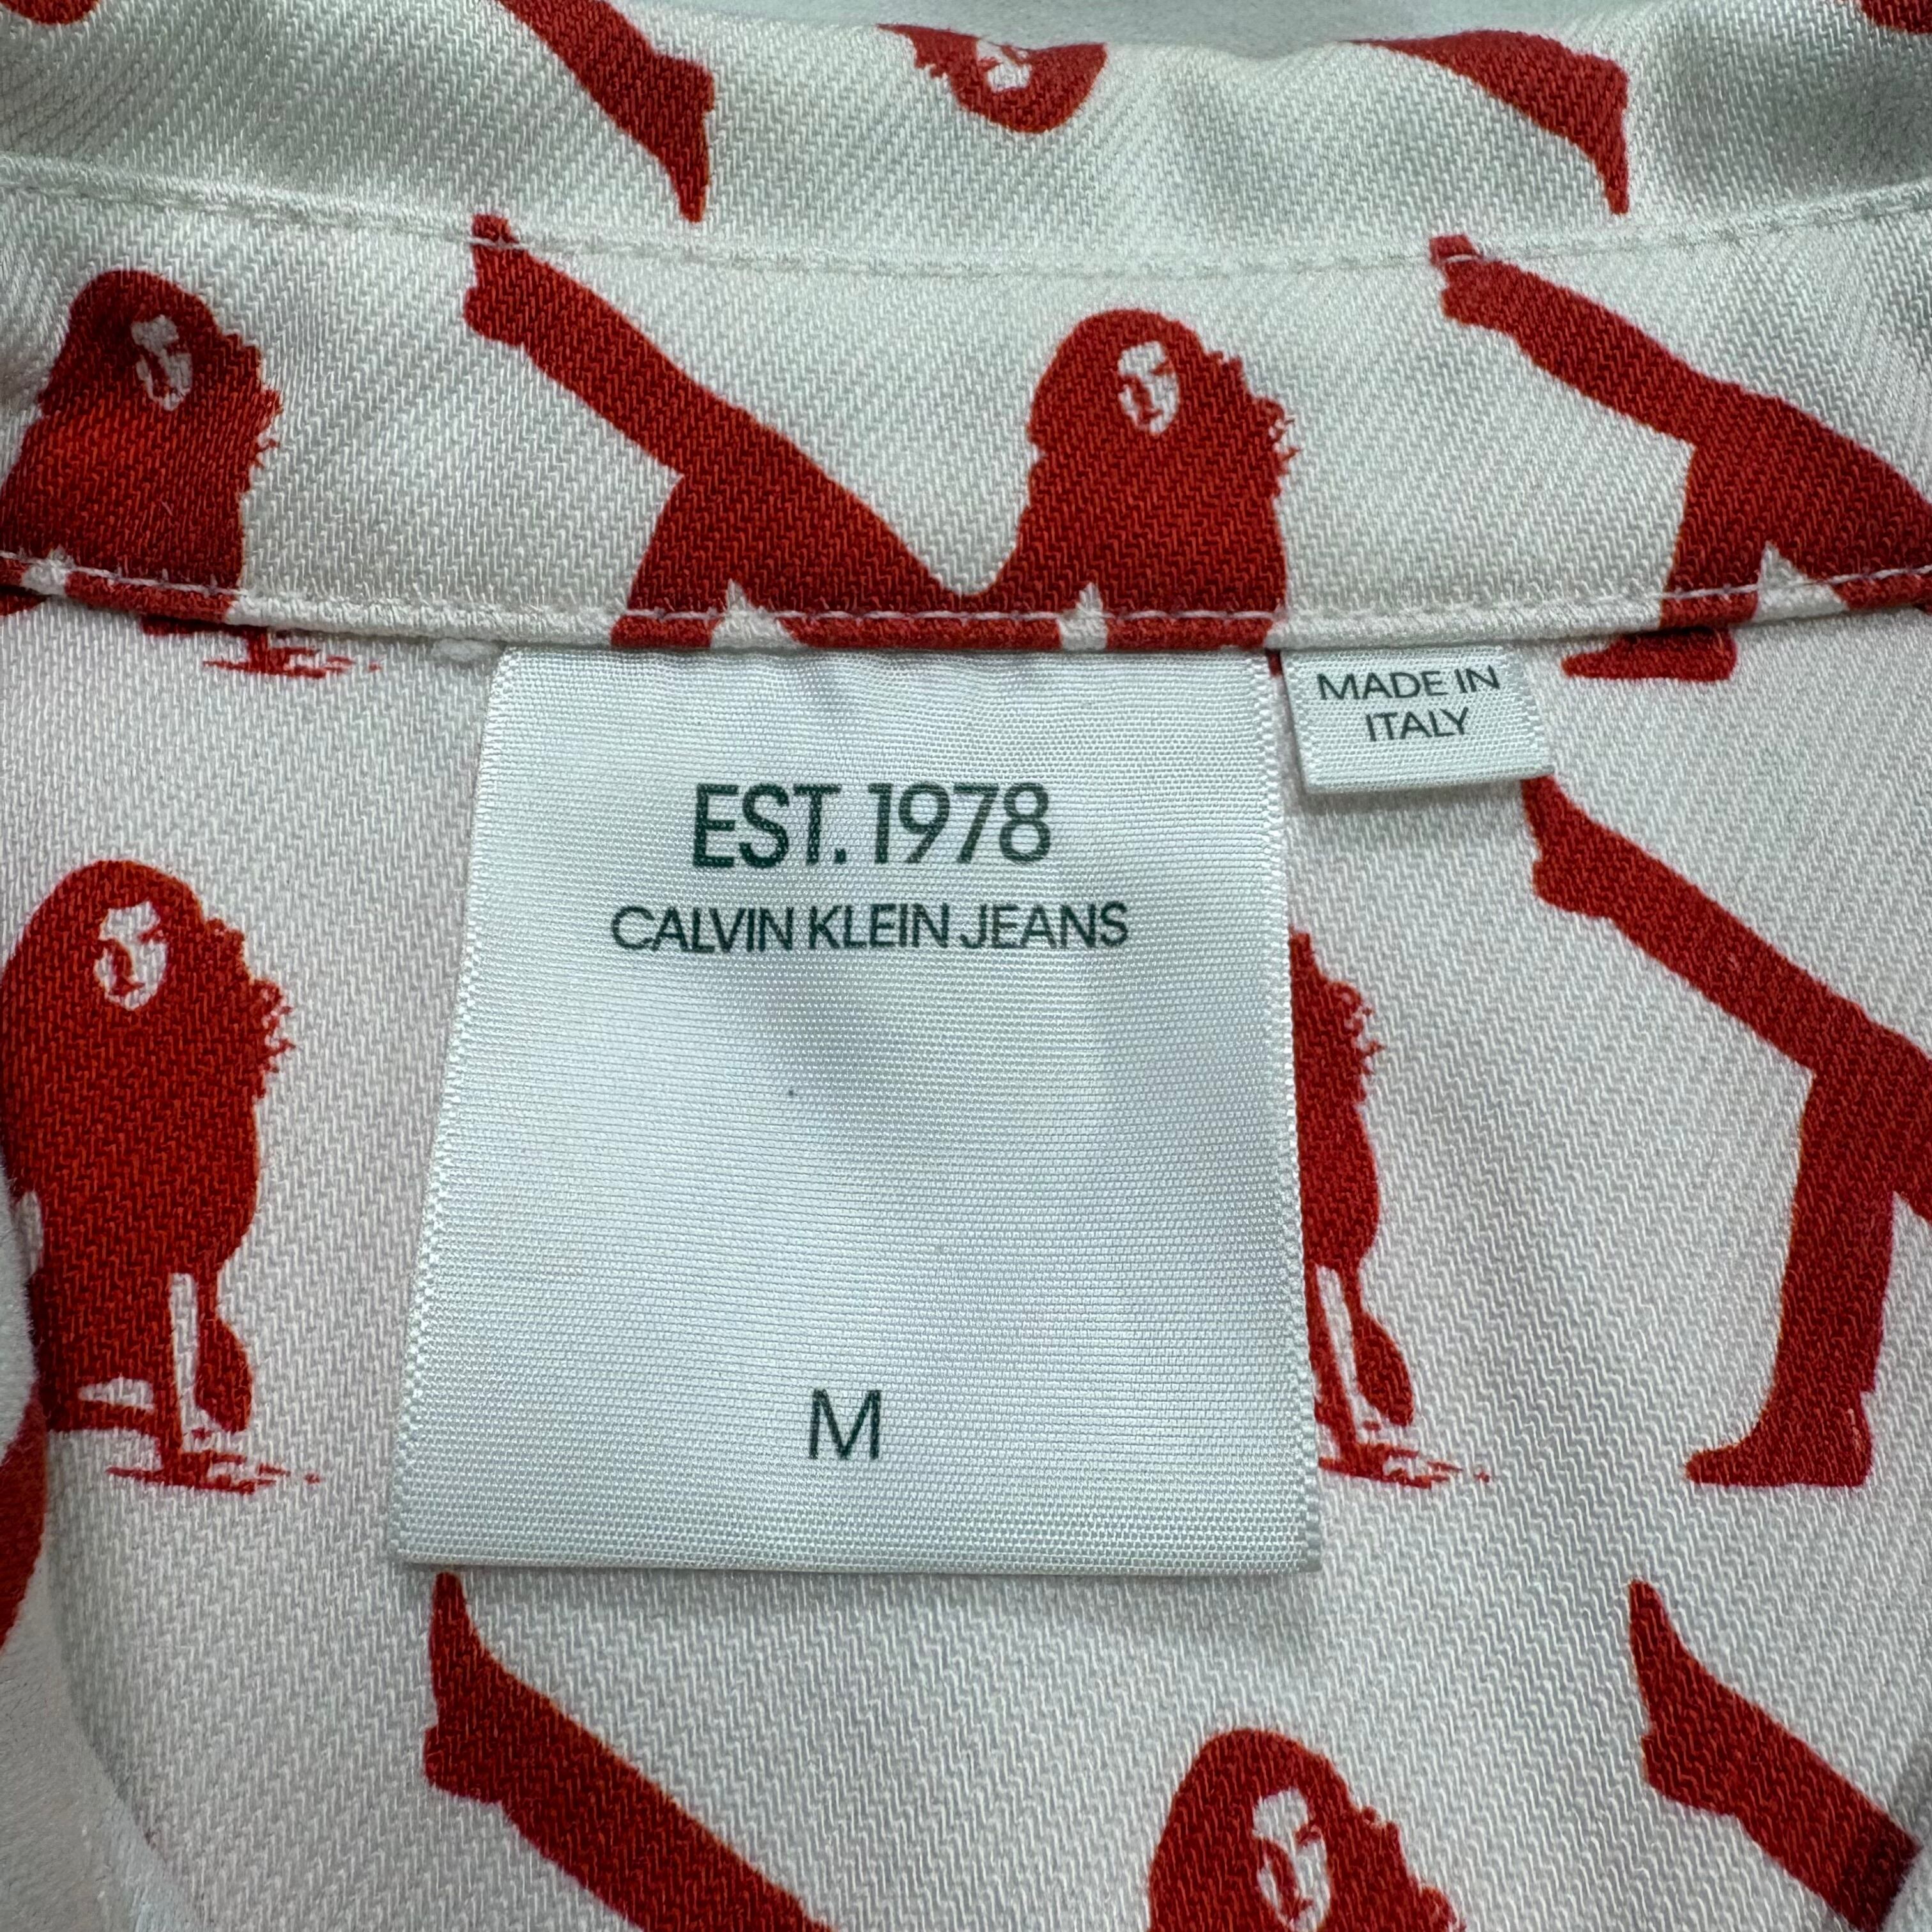 MADE IN
ITALY
EST. 1978
CALVIN KLEIN JEANS
M